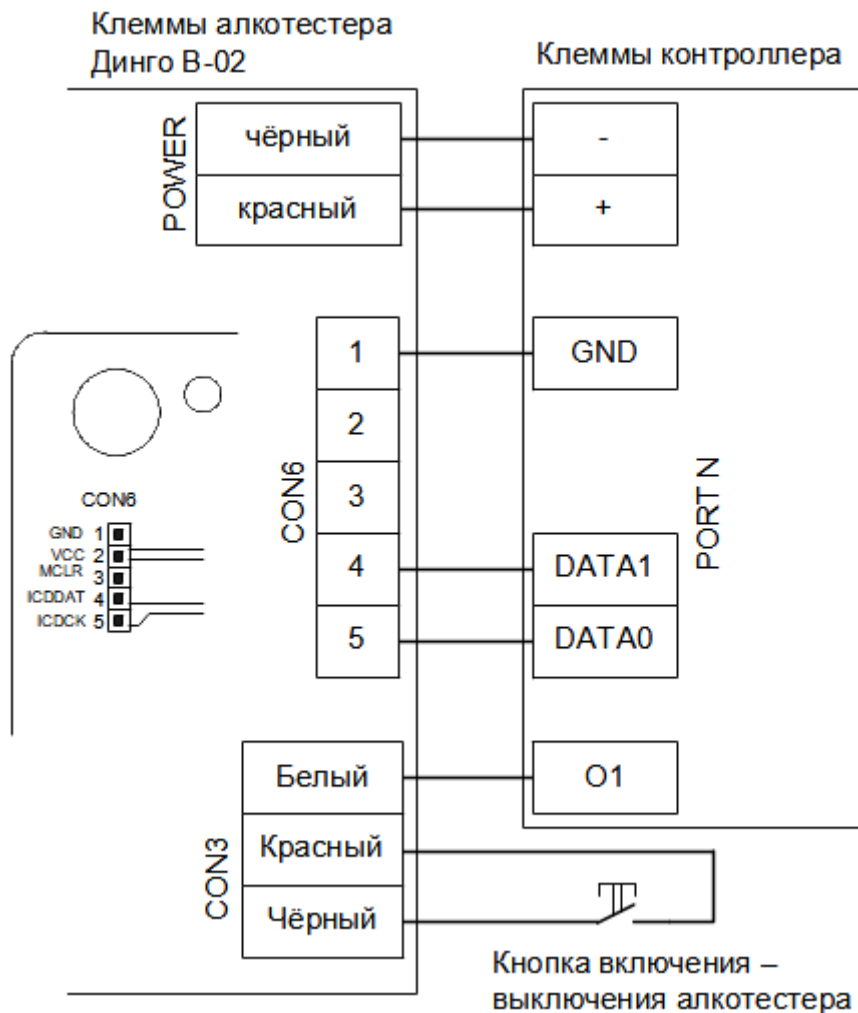 Клеммы алкотестера
Динго В-02
Клеммы контроллера
POWER
чёрный
-
красный
+
1
GND
2
CON6
3
4
DATA1
5
DATA0
PORT N
CON6
GND 1
VCC 2
MCLR 3
ICDDAT 4
ICDCK 5
CON3
Белый
O1
Красный
Чёрный
Кнопка включения –
выключения алкотестера